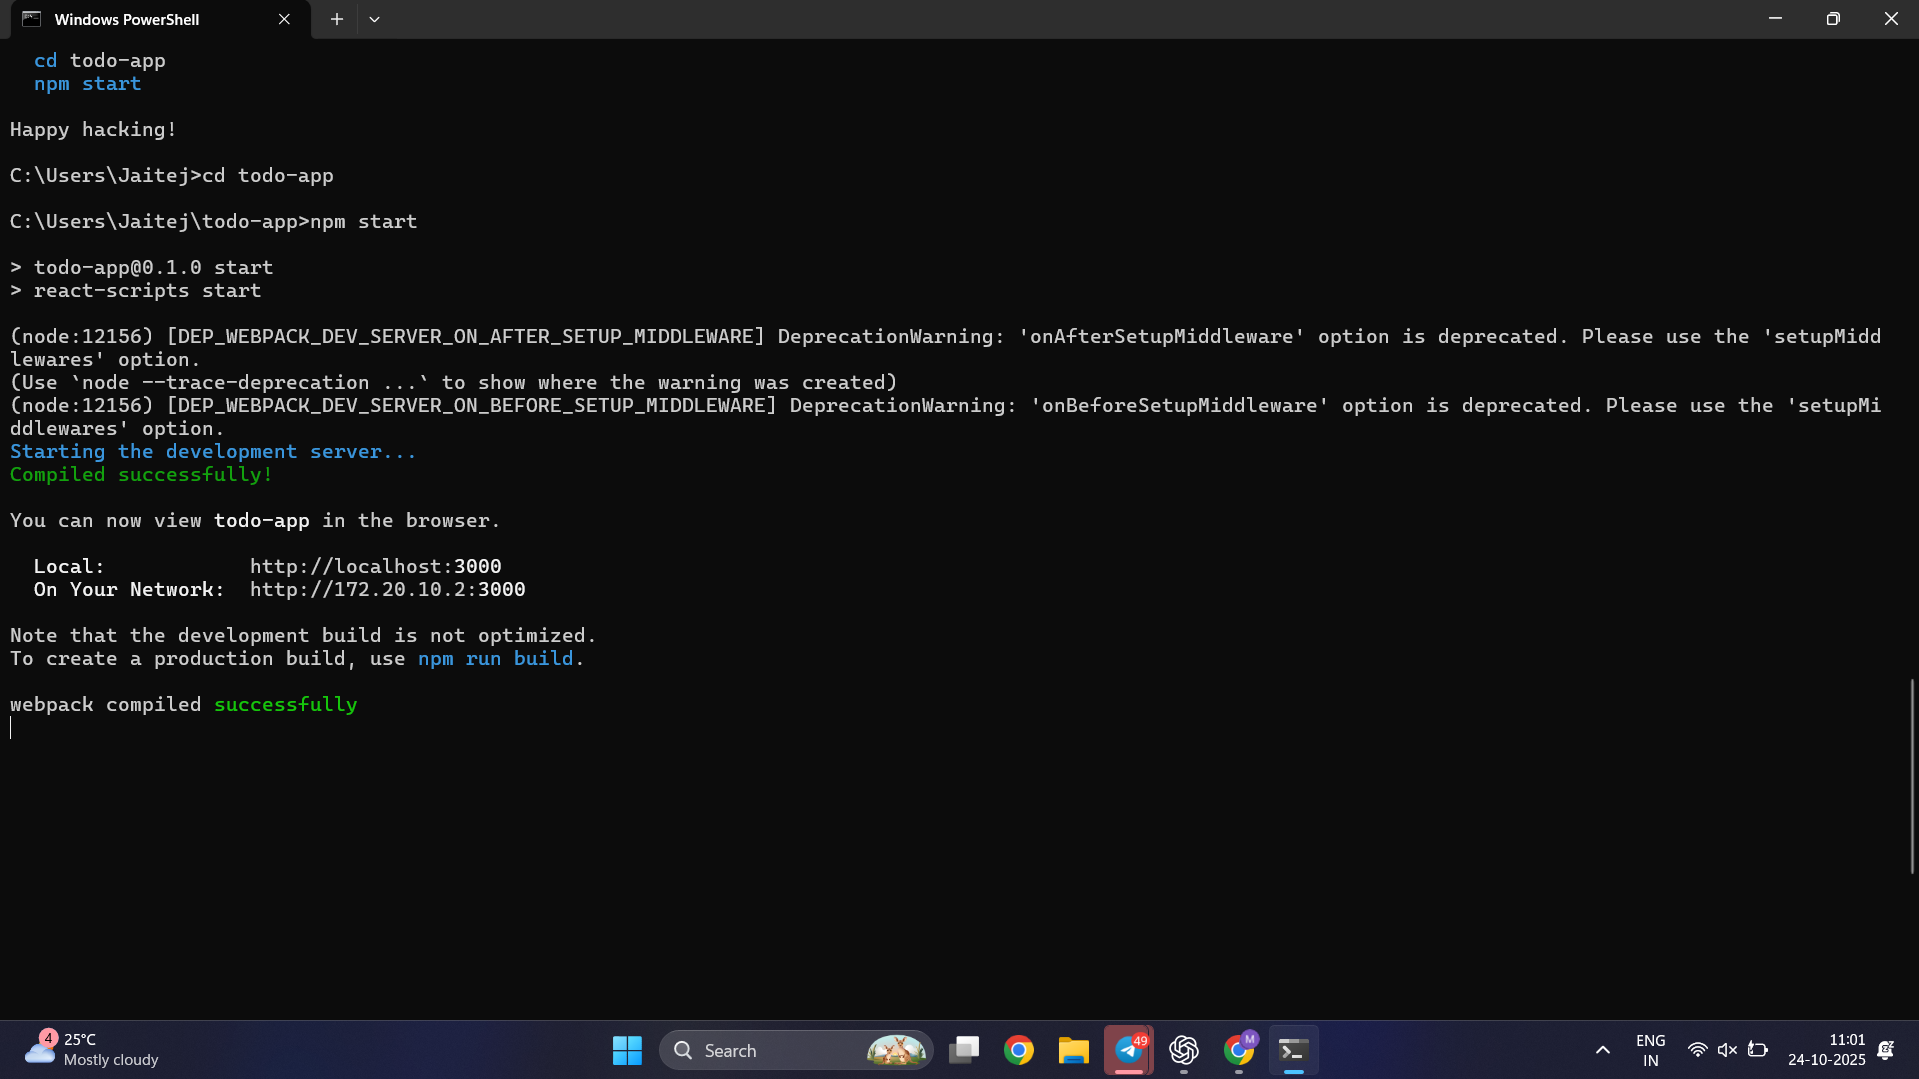 Windows PowerShell
cd todo-app
npm start
Happy hacking!
C:\Users\Jaitej>cd todo-app
C:\Users\Jaitej\todo-app>npm start
> todo-app@0.1.0 start
> react-scripts start
(node:12156) [DEP_WEBPACK_DEV_SERVER_ON_AFTER_SETUP_MIDDLEWARE] DeprecationWarning: 'onAfterSetupMiddleware' option is deprecated. Please use the 'setupMidd
lewares' option.
(Use `node --trace-deprecation ...` to show where the warning was created)
(node:12156) [DEP_WEBPACK_DEV_SERVER_ON_BEFORE_SETUP_MIDDLEWARE] DeprecationWarning: 'onBeforeSetupMiddleware' option is deprecated. Please use the 'setupMi
ddlewares' option.
Starting the development server...
Compiled successfully!
You can now view todo-app in the browser.
Local: http://localhost:3000
On Your Network: http://172.20.10.2:3000
Note that the development build is not optimized.
To create a production build, use npm run build.
webpack compiled successfully
4
25°C
Mostly cloudy
Search
49
M
ENG
IN
11:01
24-10-2025